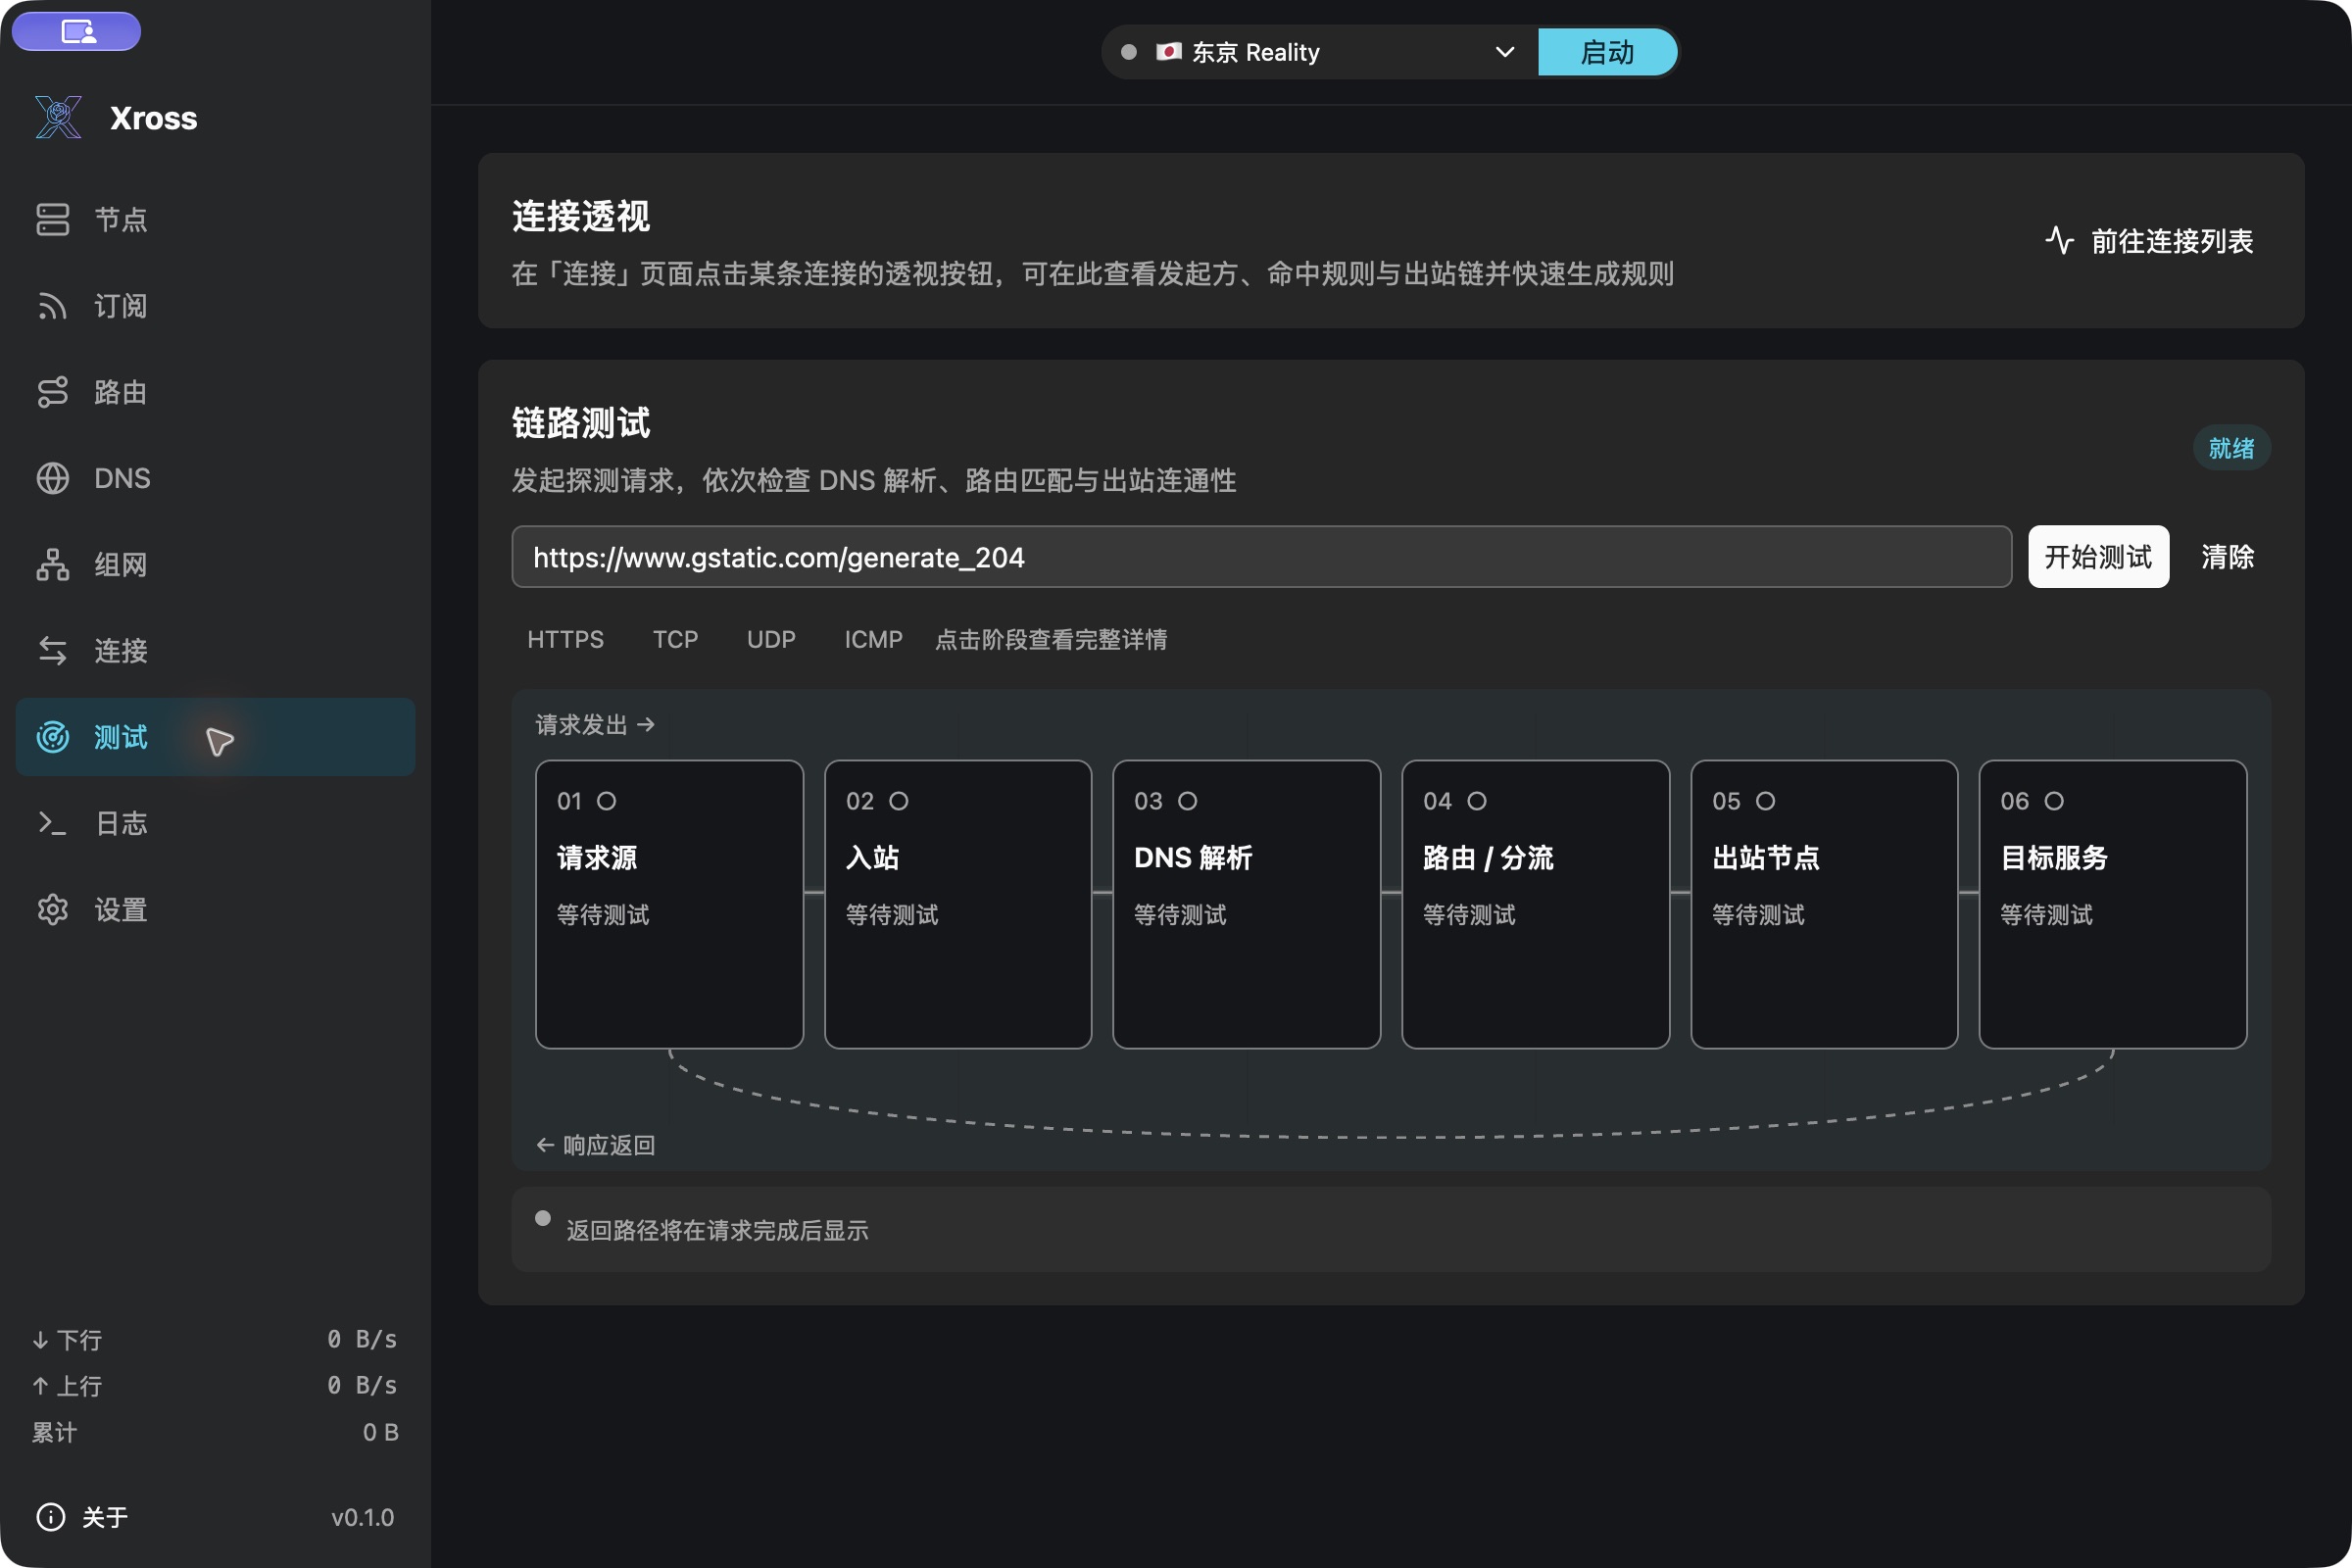 Xross
节点
订阅
路由
DNS
组网
连接
测试
日志
设置
↓ 下行 0 B/s
↑ 上行 0 B/s
累计 0 B
关于 v0.1.0
🇯🇵 东京 Reality
启动
连接透视
在「连接」页面点击某条连接的透视按钮，可在此查看发起方、命中规则与出站链并快速生成规则
前往连接列表
链路测试
发起探测请求，依次检查 DNS 解析、路由匹配与出站连通性
就绪
https://www.gstatic.com/generate_204
开始测试
清除
HTTPS TCP UDP ICMP 点击阶段查看完整详情
请求发出 →
01
请求源
等待测试
02
入站
等待测试
03
DNS 解析
等待测试
04
路由 / 分流
等待测试
05
出站节点
等待测试
06
目标服务
等待测试
← 响应返回
返回路径将在请求完成后显示